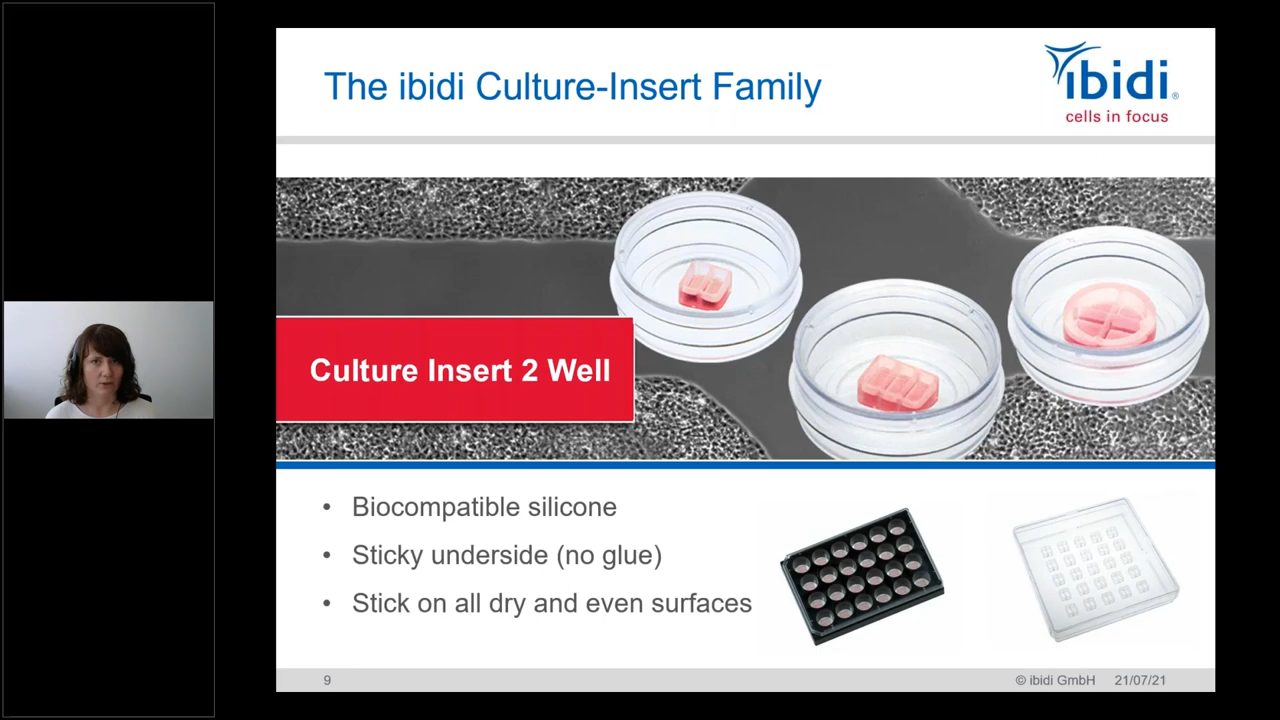 The ibidi Culture-Insert Family
ibidi®
cells in focus
Culture Insert 2 Well
• Biocompatible silicone
• Sticky underside (no glue)
• Stick on all dry and even surfaces
9
© ibidi GmbH 21/07/21